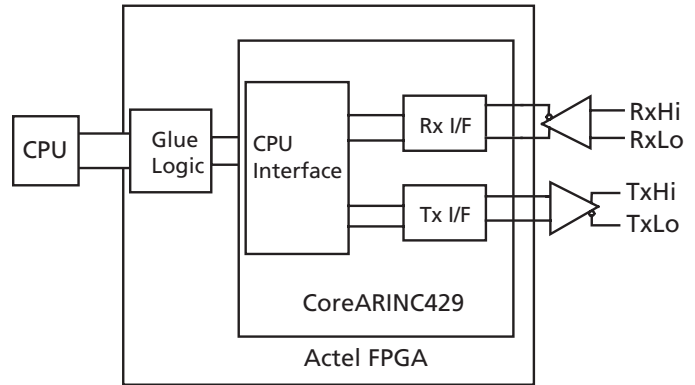 CPU
Glue
Logic
CPU
Interface
Rx I/F
Tx I/F
RxHi
RxLo
TxHi
TxLo
CoreARINC429
Actel FPGA